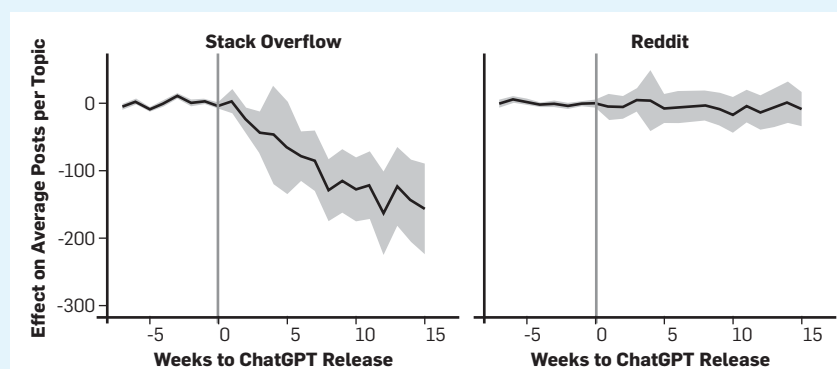 Stack Overflow
Reddit
Effect on Average Posts per Topic
0
-100
-200
-300
-5 0 5 10 15
-5 0 5 10 15
Weeks to ChatGPT Release
Weeks to ChatGPT Release